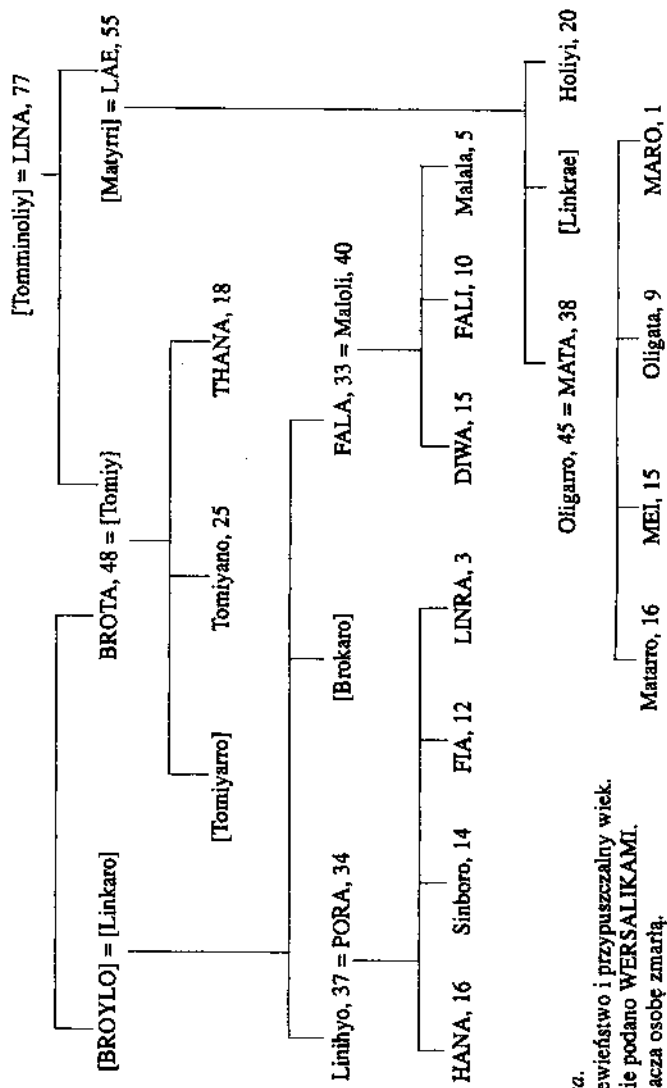 [Tomminoliy] = LINA, 77
[BROYLO] = [Linkaro] BROTA, 48 = [Tomiy] [Matyrri] = LAE, 55
[Tomiyarro] Tomiyano, 25 THANA, 18
Linihyo, 37 = PORA, 34 [Brokaro] FALA, 33 = Maloli, 40
HANA, 16 Sinboro, 14 FIA, 12 LINRA, 3 DIWA, 15 FALI, 10 Malala, 5
Oligarro, 45 = MATA, 38 [Linkrae] Holiyi, 20
Matarro, 16 MEI, 15 Oligata, 9 MARO, 1
ewieństwo i przypuszczalny wiek.
ie podano WERSALIKAMI.
acza osobę zmarłą.